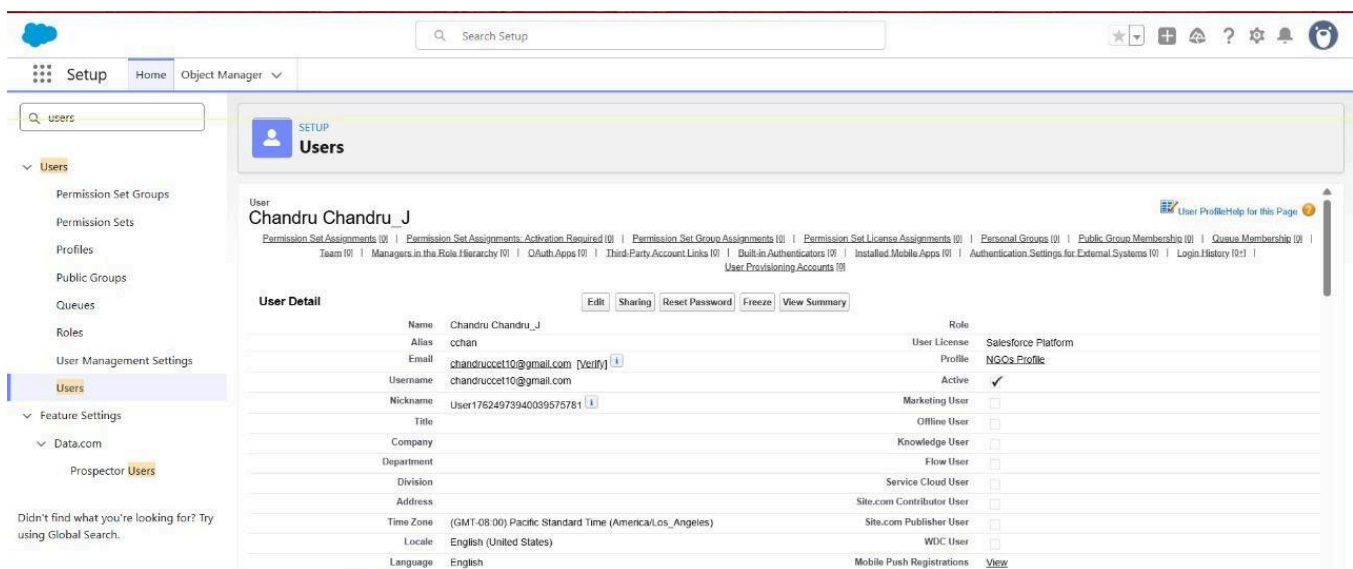 Search Setup
Setup
Home
Object Manager
users
SETUP
Users
Users
Permission Set Groups
Permission Sets
Profiles
Public Groups
Queues
Roles
User Management Settings
Users
Feature Settings
Data.com
Prospector Users
Didn't find what you're looking for? Try
using Global Search.
User
Chandru Chandru_J
User Profile Help for this Page
Permission Set Assignments [0] | Permission Set Assignments: Activation Required [0] | Permission Set Group Assignments [0] | Permission Set License Assignments [0] | Personal Groups [0] | Public Group Membership [0] | Queue Membership [0] |
Team [0] | Managers in the Role Hierarchy [0] | OAuth Apps [0] | Third-Party Account Links [0] | Built-in Authenticators [0] | Installed Mobile Apps [0] | Authentication Settings for External Systems [0] | Login History [0+] |
User Provisioning Accounts [0]
User Detail
Edit Sharing Reset Password Freeze View Summary
Name Chandru Chandru_J Role
Alias cchan User License Salesforce Platform
Email chandruccet10@gmail.com [Verify] i Profile NGOs Profile
Username chandruccet10@gmail.com Active ✓
Nickname User17624973940039575781 i Marketing User
Title Offline User
Company Knowledge User
Department Flow User
Division Service Cloud User
Address Site.com Contributor User
Time Zone (GMT-08:00) Pacific Standard Time (America/Los_Angeles) Site.com Publisher User
Locale English (United States) WDC User
Language English Mobile Push Registrations View